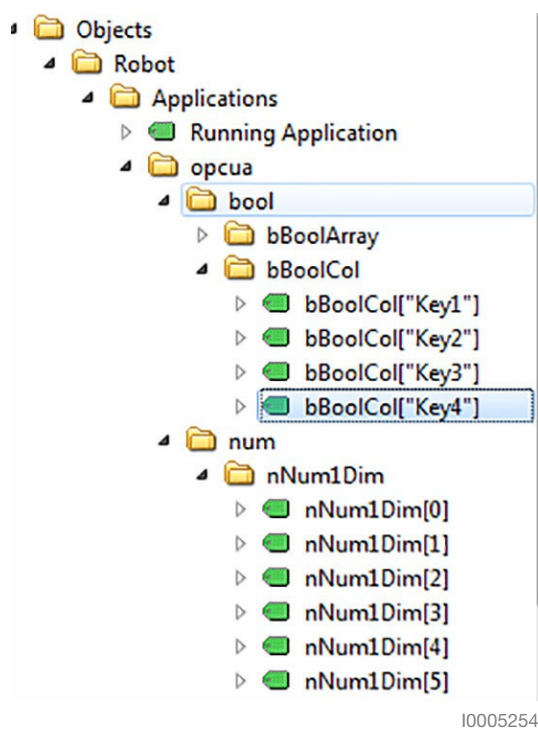 Objects
Robot
Applications
Running Application
opcua
bool
bBoolArray
bBoolCol
bBoolCol["Key1"]
bBoolCol["Key2"]
bBoolCol["Key3"]
bBoolCol["Key4"]
num
nNum1Dim
nNum1Dim[0]
nNum1Dim[1]
nNum1Dim[2]
nNum1Dim[3]
nNum1Dim[4]
nNum1Dim[5]
I0005254